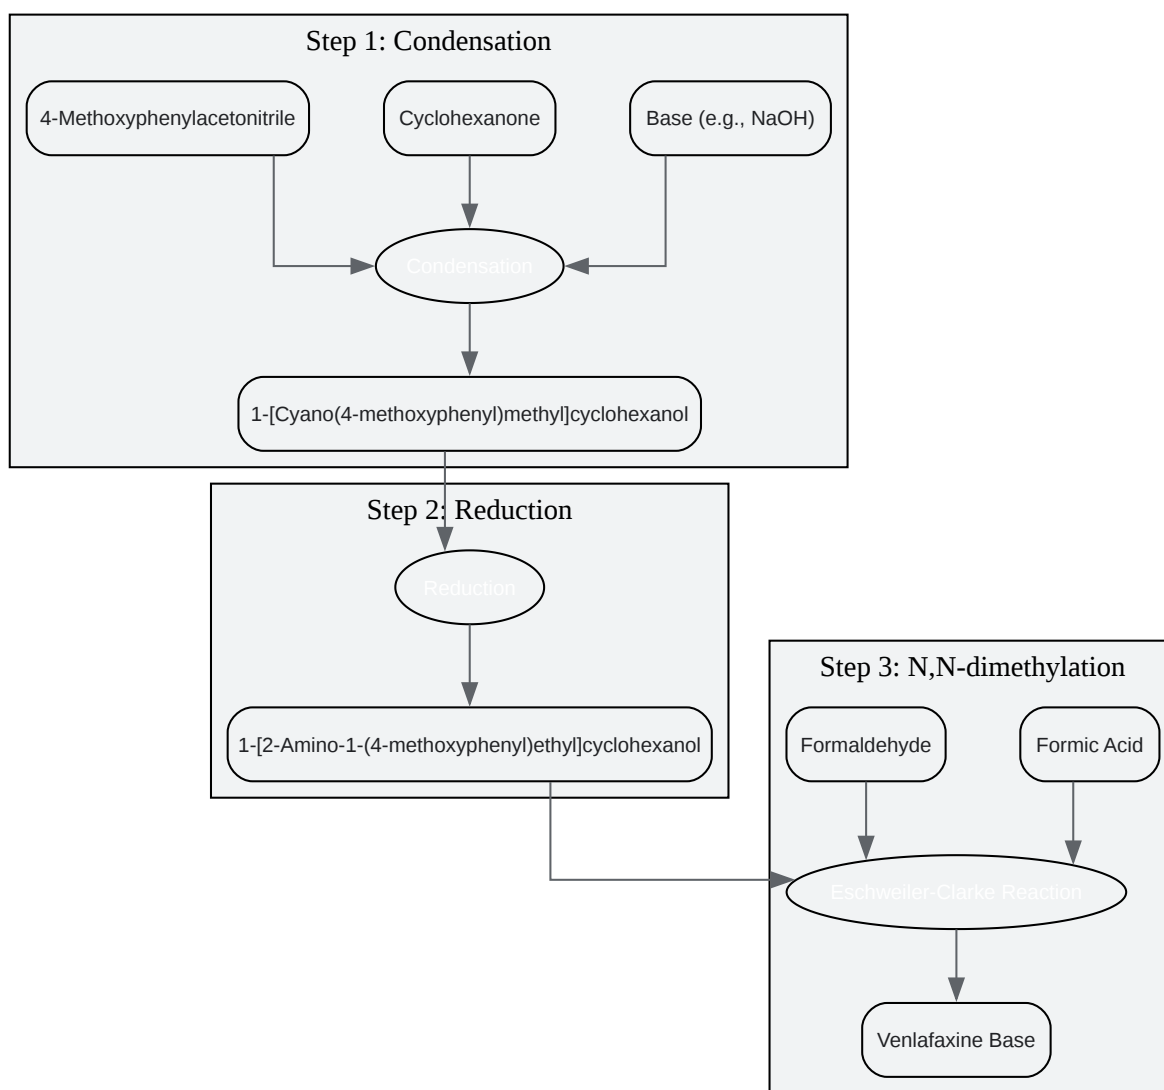 Step 1: Condensation
4-Methoxyphenylacetonitrile
Cyclohexanone
Base (e.g., NaOH)
Condensation
1-[Cyano(4-methoxyphenyl)methyl]cyclohexanol
Step 2: Reduction
Reduction
1-[2-Amino-1-(4-methoxyphenyl)ethyl]cyclohexanol
Step 3: N,N-dimethylation
Formaldehyde
Formic Acid
Eschweiler-Clarke Reaction
Venlafaxine Base